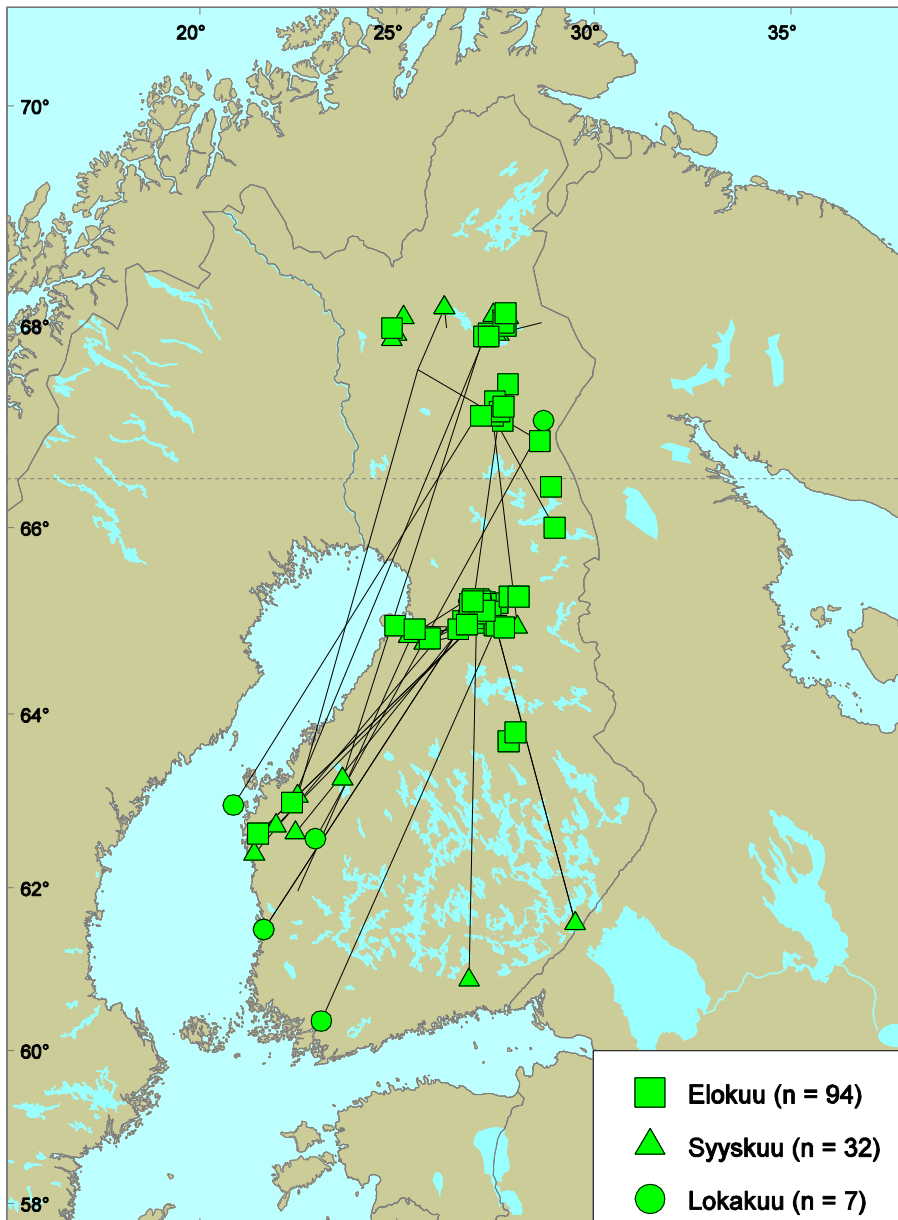 20° 25° 30° 35°
70°
68°
66°
64°
62°
60°
58°
Elokuu (n = 94)
Syyskuu (n = 32)
Lokakuu (n = 7)